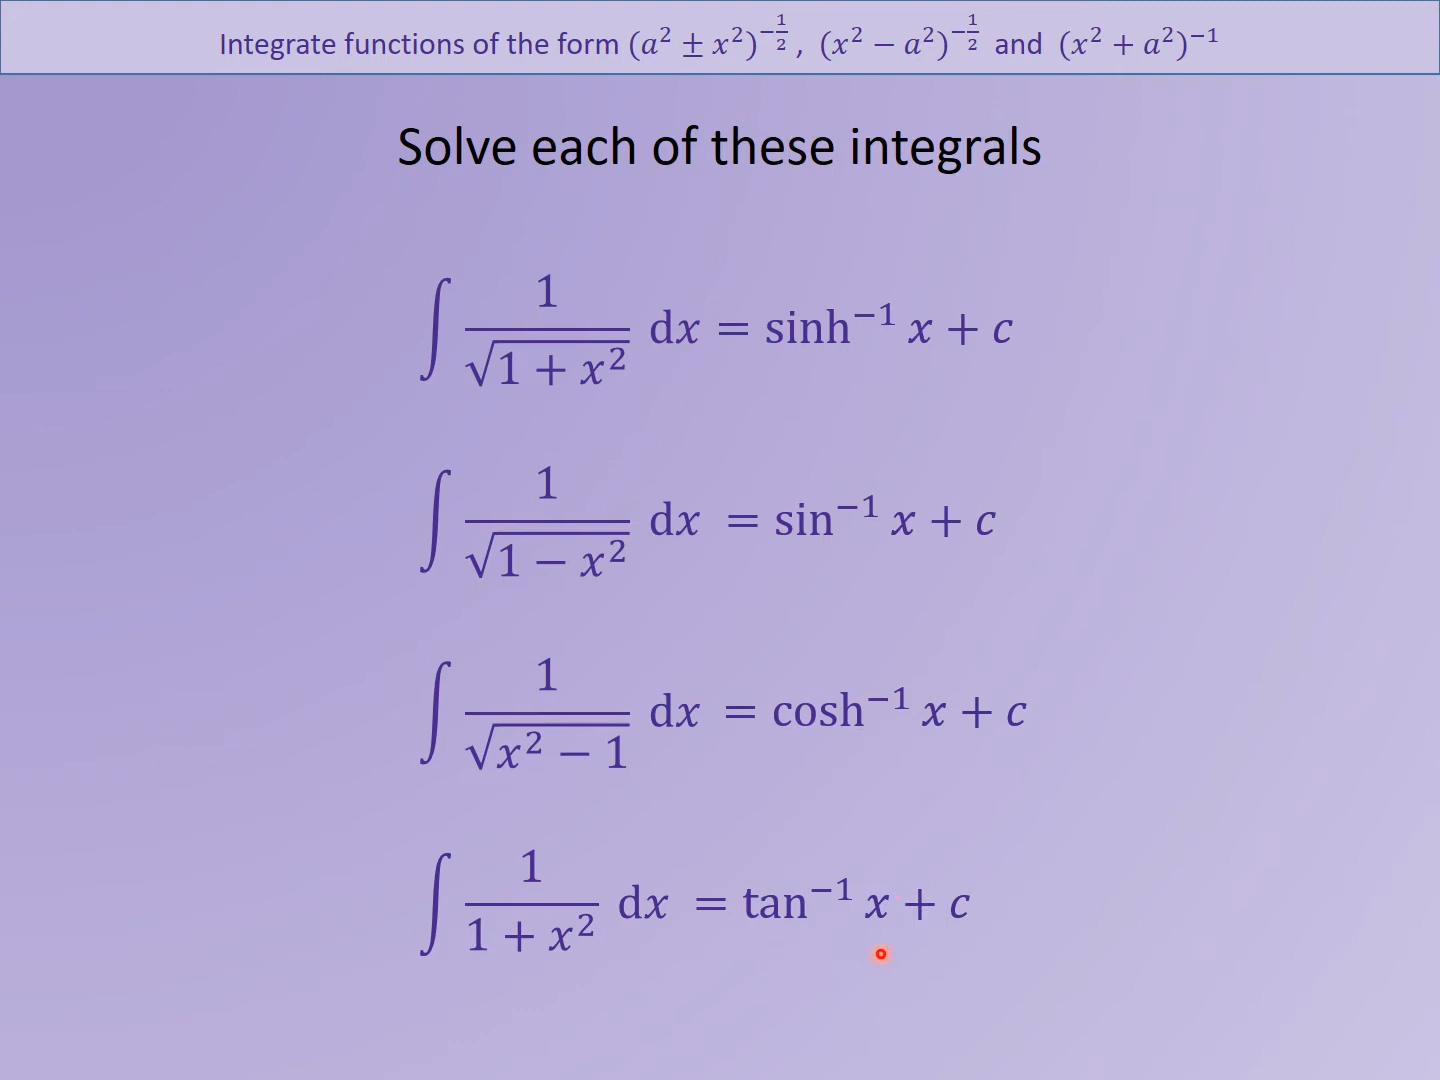 Integrate functions of the form (a² ± x²)^(-1/2), (x² − a²)^(-1/2) and (x² + a²)⁻¹
Solve each of these integrals
∫ 1/√(1 + x²) dx = sinh⁻¹ x + c
∫ 1/√(1 − x²) dx = sin⁻¹ x + c
∫ 1/√(x² − 1) dx = cosh⁻¹ x + c
∫ 1/(1 + x²) dx = tan⁻¹ x + c